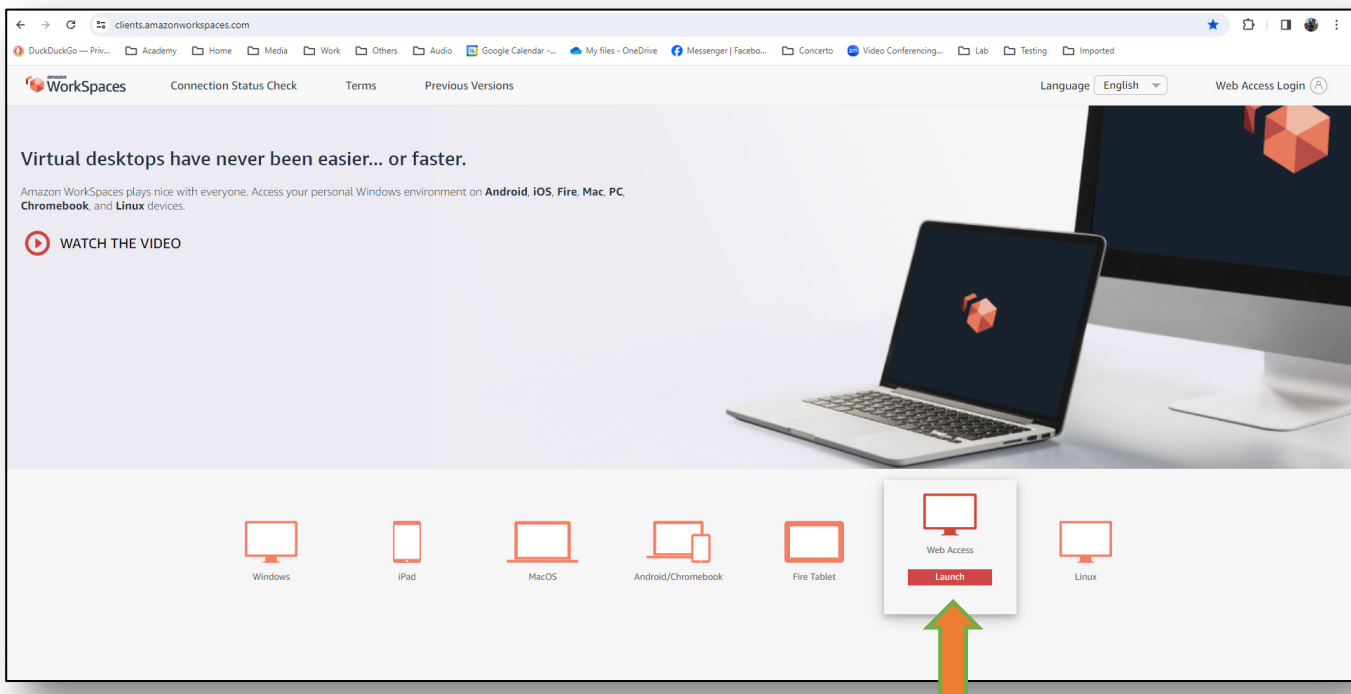 clients.amazonworkspaces.com
DuckDuckGo — Priv... Academy Home Media Work Others Audio 16 Google Calendar -... My files - OneDrive Messenger | Facebo... Concerto zm Video Conferencing... Lab Testing Imported
amazon
WorkSpaces Connection Status Check Terms Previous Versions Language English Web Access Login
Virtual desktops have never been easier... or faster.
Amazon WorkSpaces plays nice with everyone. Access your personal Windows environment on Android, iOS, Fire, Mac, PC,
Chromebook, and Linux devices.
WATCH THE VIDEO
Windows iPad MacOS Android/Chromebook Fire Tablet Web Access Linux
Launch